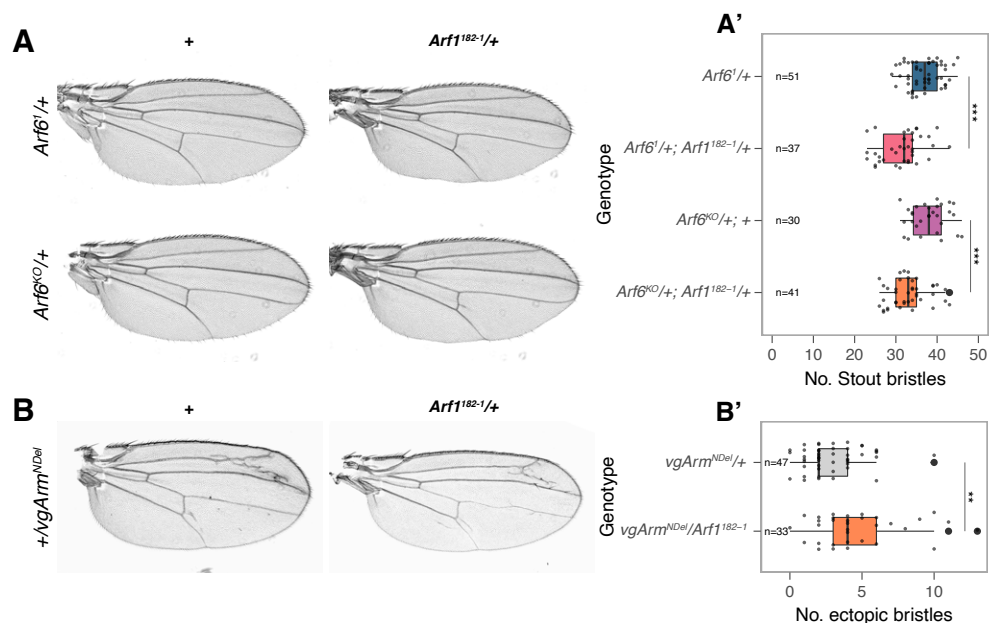 A
+
Arf1¹⁸²⁻¹/+
Arf6¹/+
Arf6ᴷᴼ/+
A'
Genotype
Arf6¹/+
n=51
Arf6¹/+; Arf1¹⁸²⁻¹/+
n=37
Arf6ᴷᴼ/+; +
n=30
Arf6ᴷᴼ/+; Arf1¹⁸²⁻¹/+
n=41
***
***
0 10 20 30 40 50
No. Stout bristles
B
+
Arf1¹⁸²⁻¹/+
+/vgArmᴺᴰᵉˡ
B'
Genotype
vgArmᴺᴰᵉˡ/+
n=47
vgArmᴺᴰᵉˡ/Arf1¹⁸²⁻¹
n=33
**
0 5 10
No. ectopic bristles